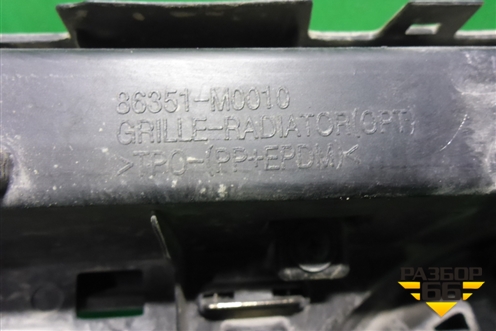 86351-M0010
GRILLE-RADIATOR(OPT)
>TPO-(PP+EPDM)<
РАЗБОР
66